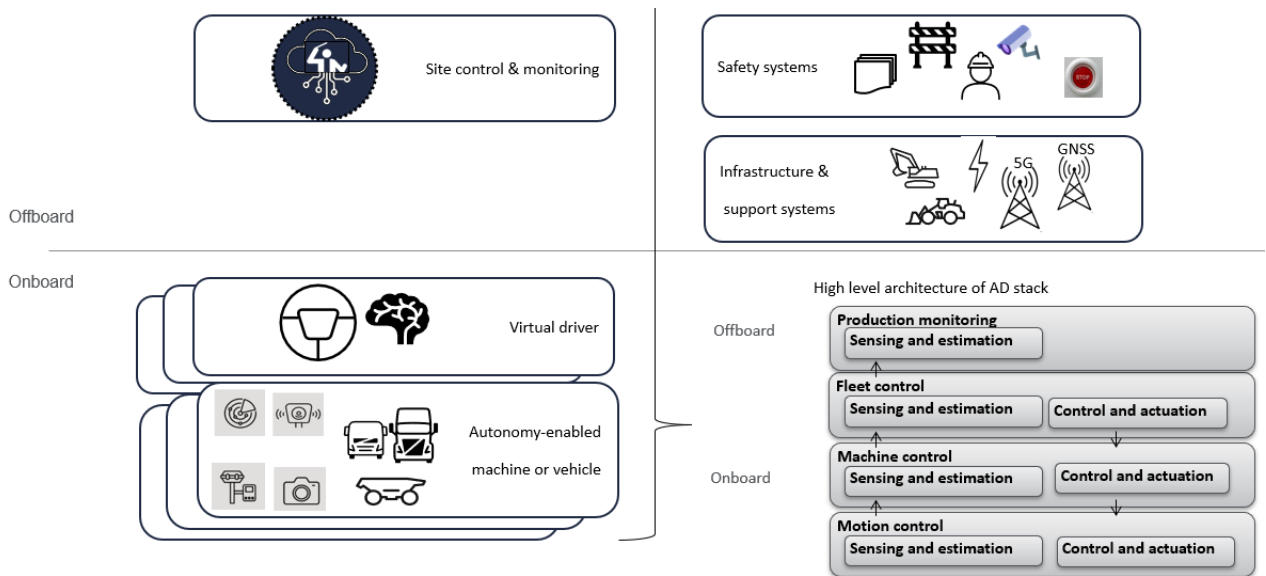 Site control & monitoring
Safety systems
STOP
Infrastructure &
support systems
5G
GNSS
Offboard
Onboard
Virtual driver
Autonomy-enabled
machine or vehicle
High level architecture of AD stack
Offboard
Production monitoring
Sensing and estimation
Fleet control
Sensing and estimation
Control and actuation
Onboard
Machine control
Sensing and estimation
Control and actuation
Motion control
Sensing and estimation
Control and actuation